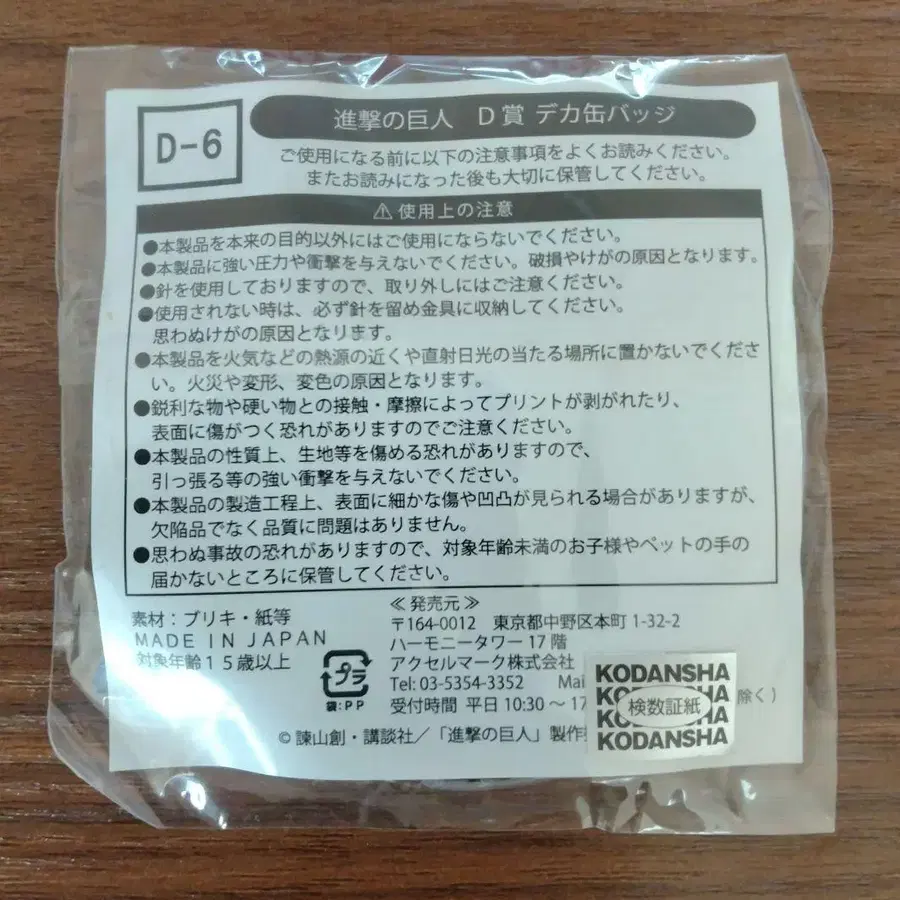 D-6
進撃の巨人 D賞 デカ缶バッジ
ご使用になる前に以下の注意事項をよくお読みください。
またお読みになった後も大切に保管してください。
⚠使用上の注意
●本製品を本来の目的以外にはご使用にならないでください。
●本製品に強い圧力や衝撃を与えないでください。破損やけがの原因となります。
●針を使用しておりますので、取り外しにはご注意ください。
●使用されない時は、必ず針を留め金具に収納してください。
思わぬけがの原因となります。
●本製品を火気などの熱源の近くや直射日光の当たる場所に置かないでくださ
い。火災や変形、変色の原因となります。
●鋭利な物や硬い物との接触・摩擦によってプリントが剥がれたり、
表面に傷がつく恐れがありますのでご注意ください。
●本製品の性質上、生地等を傷める恐れがありますので、
引っ張る等の強い衝撃を与えないでください。
●本製品の製造工程上、表面に細かな傷や凹凸が見られる場合がありますが、
欠陥品でなく品質に問題はありません。
●思わぬ事故の恐れがありますので、対象年齢未満のお子様やペットの手の
届かないところに保管してください。
素材：ブリキ・紙等
MADE IN JAPAN
対象年齢15歳以上
プラ
袋:PP
≪発売元≫
〒164-0012 東京都中野区本町1-32-2
ハーモニータワー17階
アクセルマーク株式会社
Tel: 03-5354-3352 Mai
受付時間 平日10:30～17 除く)
©諫山創・講談社/「進撃の巨人」製作
KODANSHA
KO
検数証紙
KO
KODANSHA